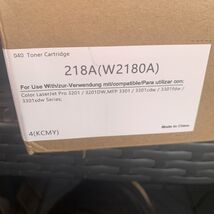 040 Toner Cartridge
218A(W2180A)
For Use With/zur-Verwendung mit/compatible/Para utilizar con:
Color LaserJet Pro 3201 / 3201DW,MFP 3301 / 3301cdw / 3301fdw /
3301sdw Series;
Made in China
4(KCMY)